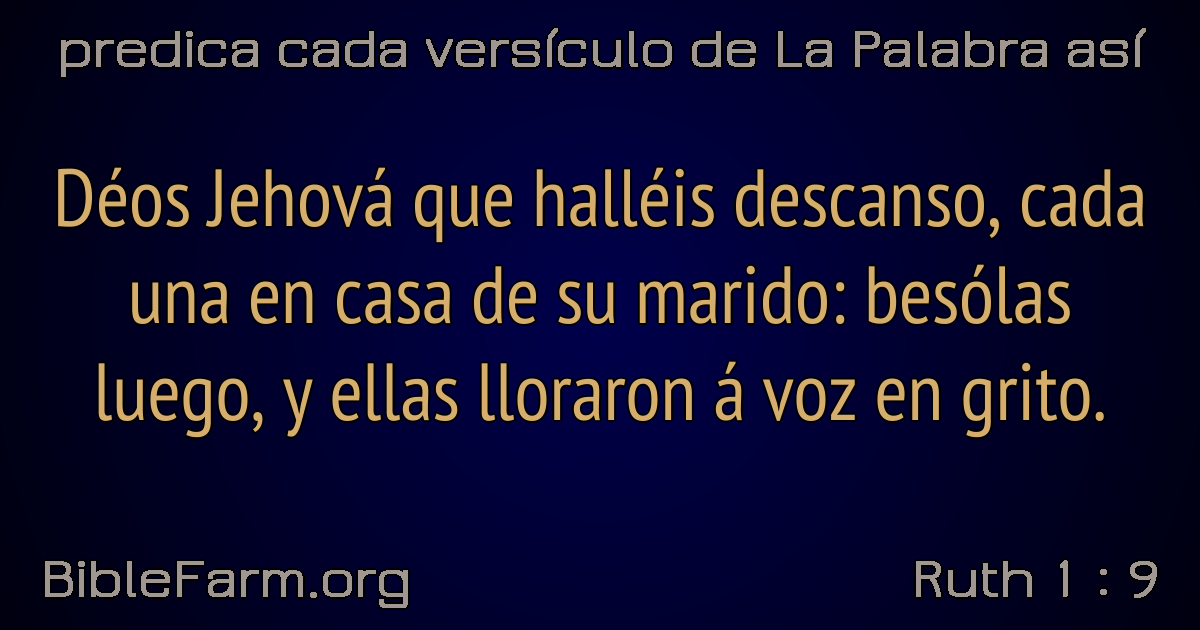 predica cada versículo de La Palabra así
Déos Jehová que halléis descanso, cada
una en casa de su marido: besólas
luego, y ellas lloraron á voz en grito.
BibleFarm.org
Ruth 1 : 9